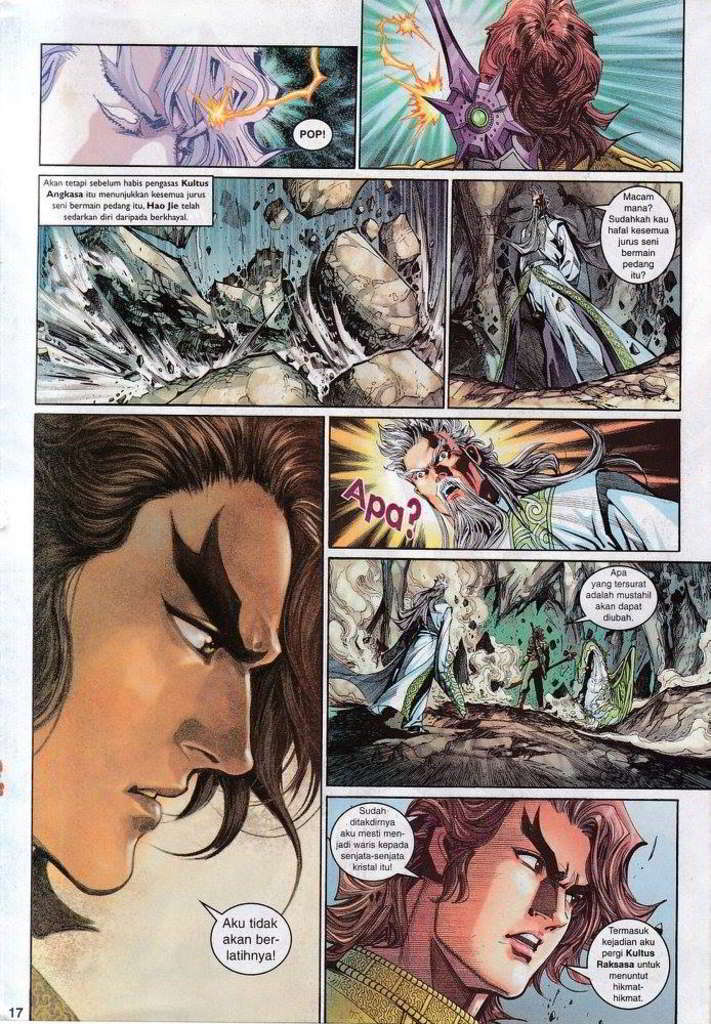 POP!
Akan tetapi sebelum habis pengasas Kultus
Angkasa itu menunjukkan kesemua jurus
seni bermain pedang itu, Hao Jie telah
sedarkan diri daripada berkhayal.
Macam
mana?
Sudahkah kau
hafal kesemua
jurus seni
bermain
pedang
itu?
Apa?
Aku tidak
akan ber-
latihnya!
Apa
yang tersurat
adalah mustahil
akan dapat
diubah.
Sudah
ditakdirnya
aku mesti men-
jadi waris kepada
senjata-senjata
kristal itu!
Termasuk
kejadian aku
pergi Kultus
Raksasa untuk
menuntut
hikmat-
hikmat.
17